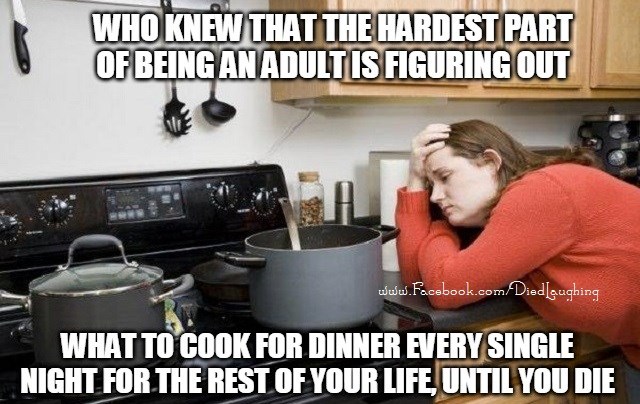 WHO KNEW THAT THE HARDEST PART
OF BEING AN ADULT IS FIGURING OUT
www.Facebook.com/DiedLaughing
WHAT TO COOK FOR DINNER EVERY SINGLE
NIGHT FOR THE REST OF YOUR LIFE, UNTIL YOU DIE